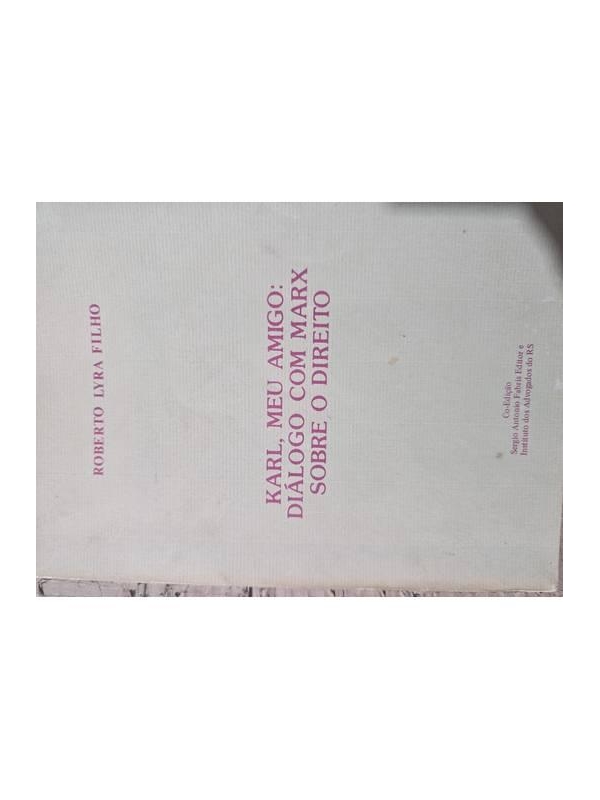 ROBERTO LYRA FILHO
KARL, MEU AMIGO:
DIÁLOGO COM MARX
SOBRE O DIREITO
Co-Edição
Sergio Antonio Fabris Editor e
Instituto dos Advogados do RS